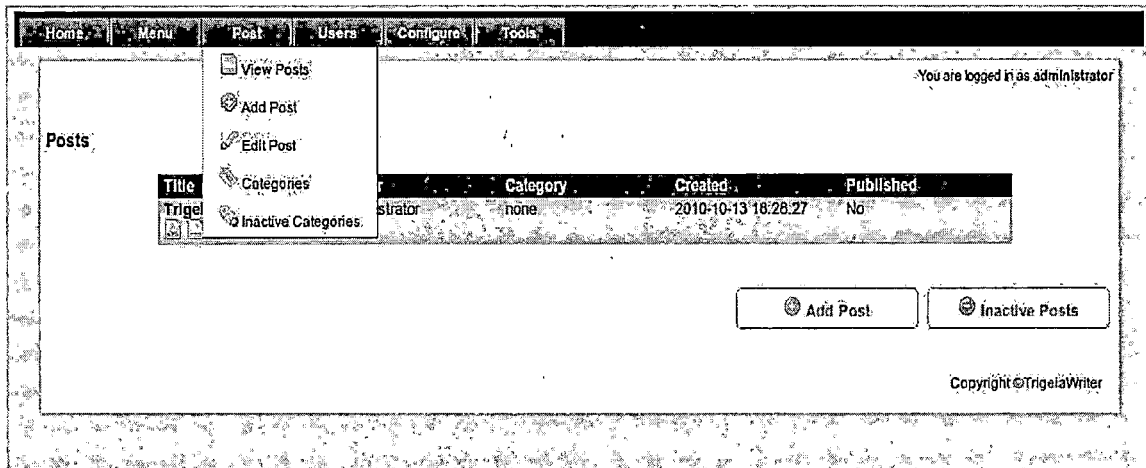 Home Menu Post Users Configure Tools
View Posts
You are logged in as administrator
Add Post
Posts
Edit Post
Categories
Title r Category Created Published
Trigel strator none 2010-10-13 18:28:27 No
Inactive Categories
Add Post Inactive Posts
Copyright ©TrigelaWriter